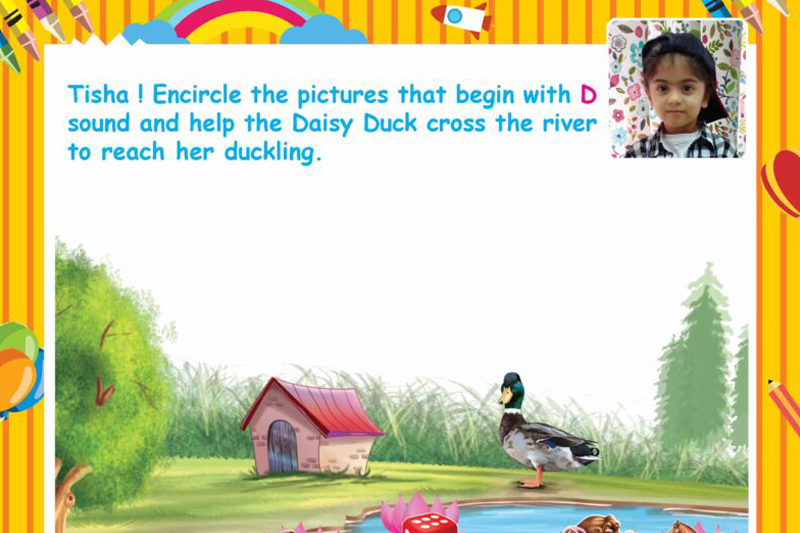 Tisha ! Encircle the pictures that begin with D
sound and help the Daisy Duck cross the river
to reach her duckling.